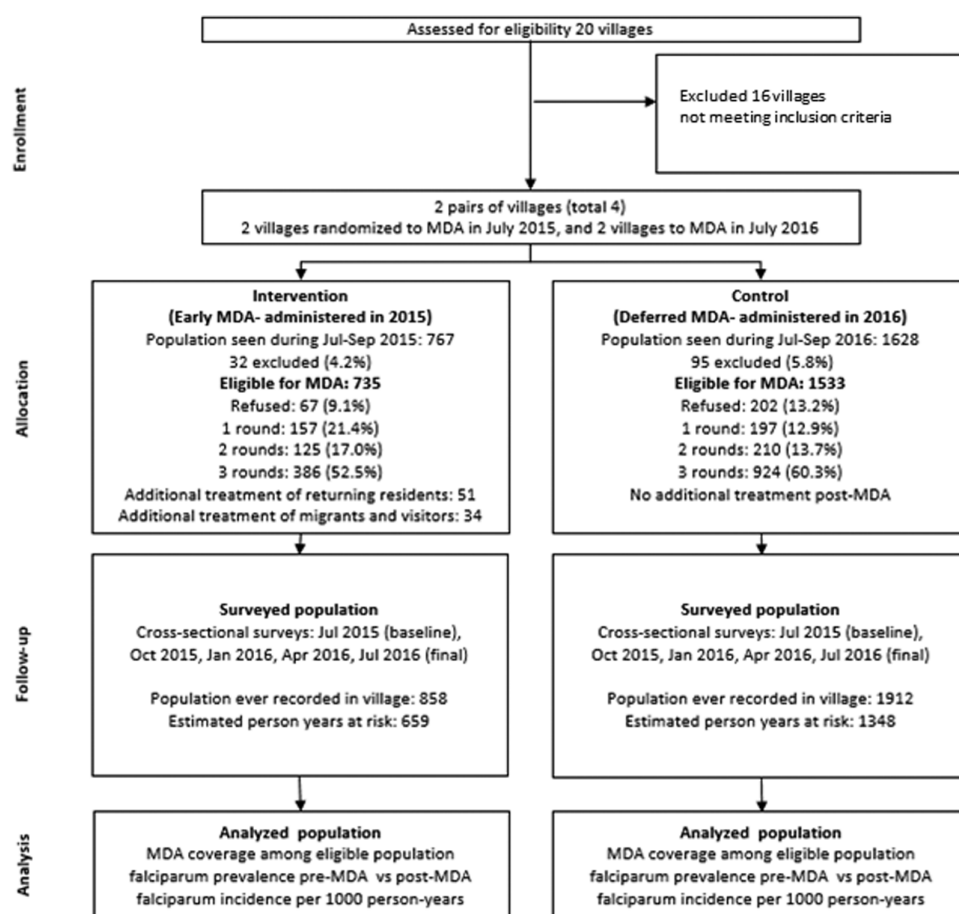 Assessed for eligibility 20 villages
Enrollment
Excluded 16 villages
not meeting inclusion criteria
2 pairs of villages (total 4)
2 villages randomized to MDA in July 2015, and 2 villages to MDA in July 2016
Allocation
Intervention
(Early MDA- administered in 2015)
Population seen during Jul-Sep 2015: 767
32 excluded (4.2%)
Eligible for MDA: 735
Refused: 67 (9.1%)
1 round: 157 (21.4%)
2 rounds: 125 (17.0%)
3 rounds: 386 (52.5%)
Additional treatment of returning residents: 51
Additional treatment of migrants and visitors: 34
Control
(Deferred MDA- administered in 2016)
Population seen during Jul-Sep 2016: 1628
95 excluded (5.8%)
Eligible for MDA: 1533
Refused: 202 (13.2%)
1 round: 197 (12.9%)
2 rounds: 210 (13.7%)
3 rounds: 924 (60.3%)
No additional treatment post-MDA
Follow-up
Surveyed population
Cross-sectional surveys: Jul 2015 (baseline),
Oct 2015, Jan 2016, Apr 2016, Jul 2016 (final)
Population ever recorded in village: 858
Estimated person years at risk: 659
Surveyed population
Cross-sectional surveys: Jul 2015 (baseline),
Oct 2015, Jan 2016, Apr 2016, Jul 2016 (final)
Population ever recorded in village: 1912
Estimated person years at risk: 1348
Analysis
Analyzed population
MDA coverage among eligible population
falciparum prevalence pre-MDA vs post-MDA
falciparum incidence per 1000 person-years
Analyzed population
MDA coverage among eligible population
falciparum prevalence pre-MDA vs post-MDA
falciparum incidence per 1000 person-years